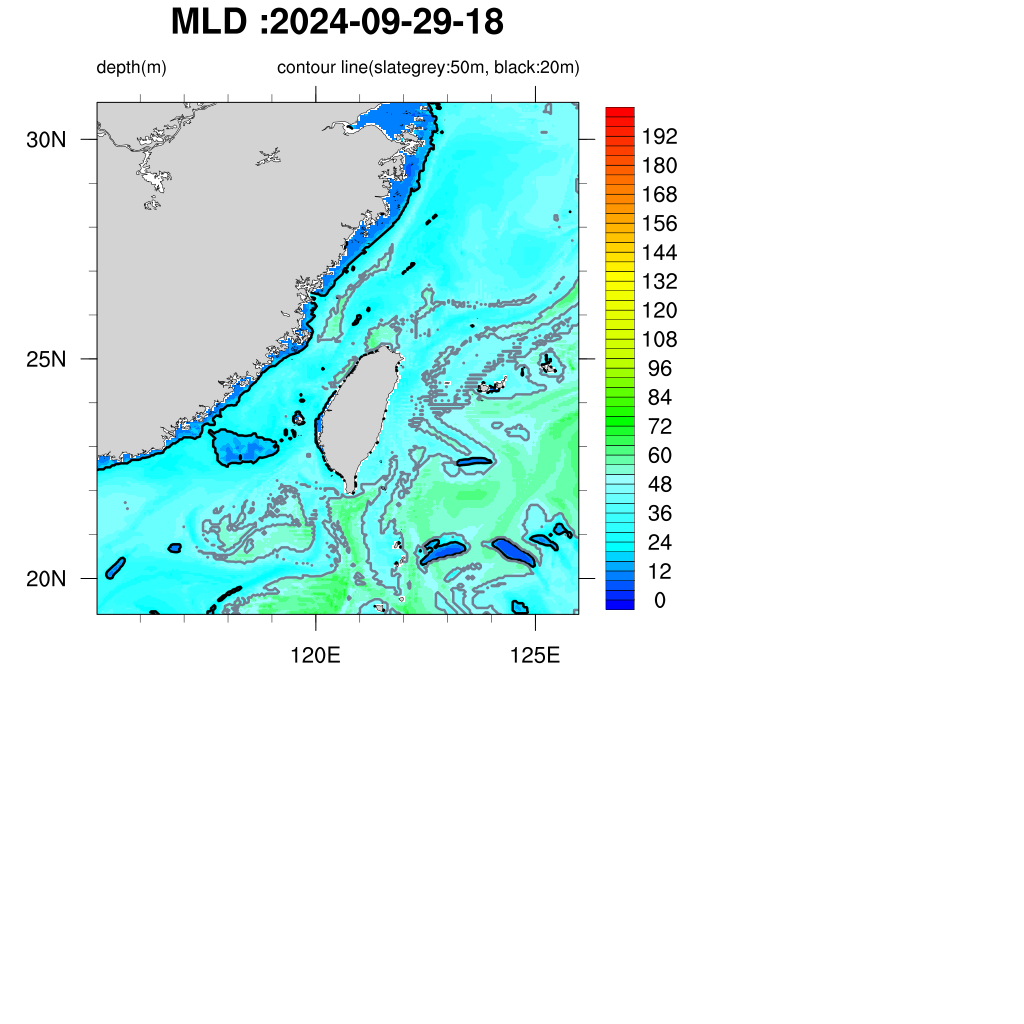 MLD :2024-09-29-18
depth(m)
contour line(slategrey:50m, black:20m)
30N
25N
20N
120E
125E
192
180
168
156
144
132
120
108
96
84
72
60
48
36
24
12
0